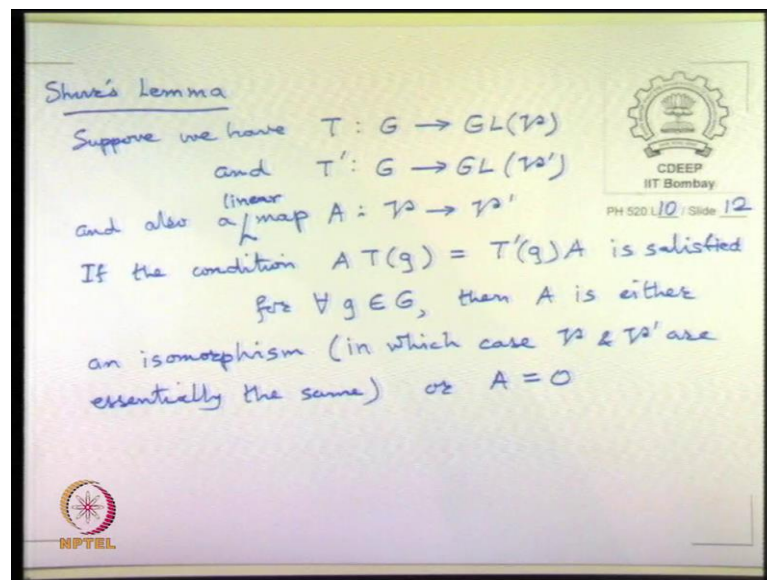 Shur's Lemma
Suppose we have T : G → GL(V)
and T' : G → GL(V')
and also a linear map A : V → V'
If the condition A T(g) = T'(g) A is satisfied
for ∀ g ∈ G, then A is either
an isomorphism (in which case V & V' are
essentially the same) or A = 0
CDEEP
IIT Bombay
PH 520 L 10 / Slide 12
NPTEL